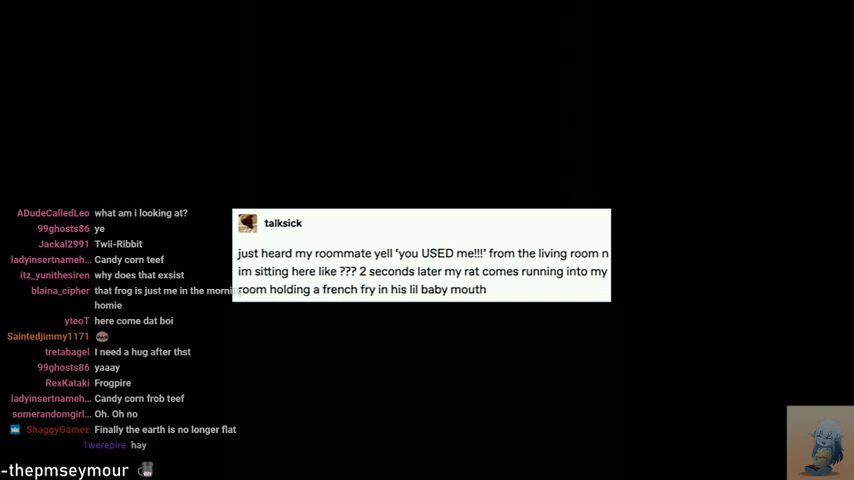 ADudeCalledLeo what am i looking at?
99ghosts86 ye
Jackal2991 Twii-Ribbit
ladyinsertnameh... Candy corn teef
itz_yunithesiren why does that exsist
blaina_cipher that frog is just me in the mornin
homie
yteoT here come dat boi
Saintedjimmy1171
tretabagel I need a hug after thst
99ghosts86 yaaay
RexKataki Frogpire
ladyinsertnameh... Candy corn frob teef
somerandomgirl... Oh. Oh no
ShaggyGamez Finally the earth is no longer flat
1werepire hay
-thepmseymour
talksick
just heard my roommate yell 'you USED me!!!' from the living room n
im sitting here like ??? 2 seconds later my rat comes running into my
room holding a french fry in his lil baby mouth